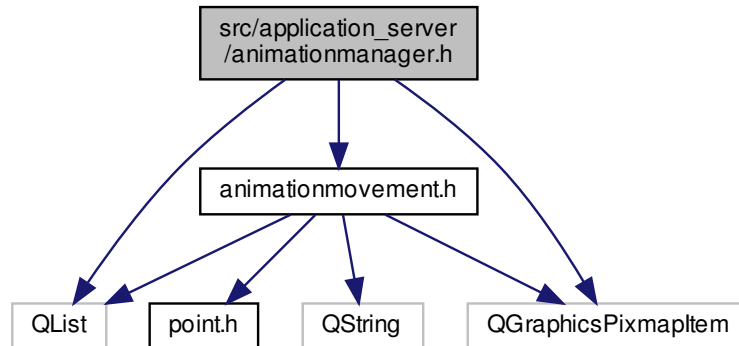 src/application_server
/animationmanager.h
animationmovement.h
QList
point.h
QString
QGraphicsPixmapItem